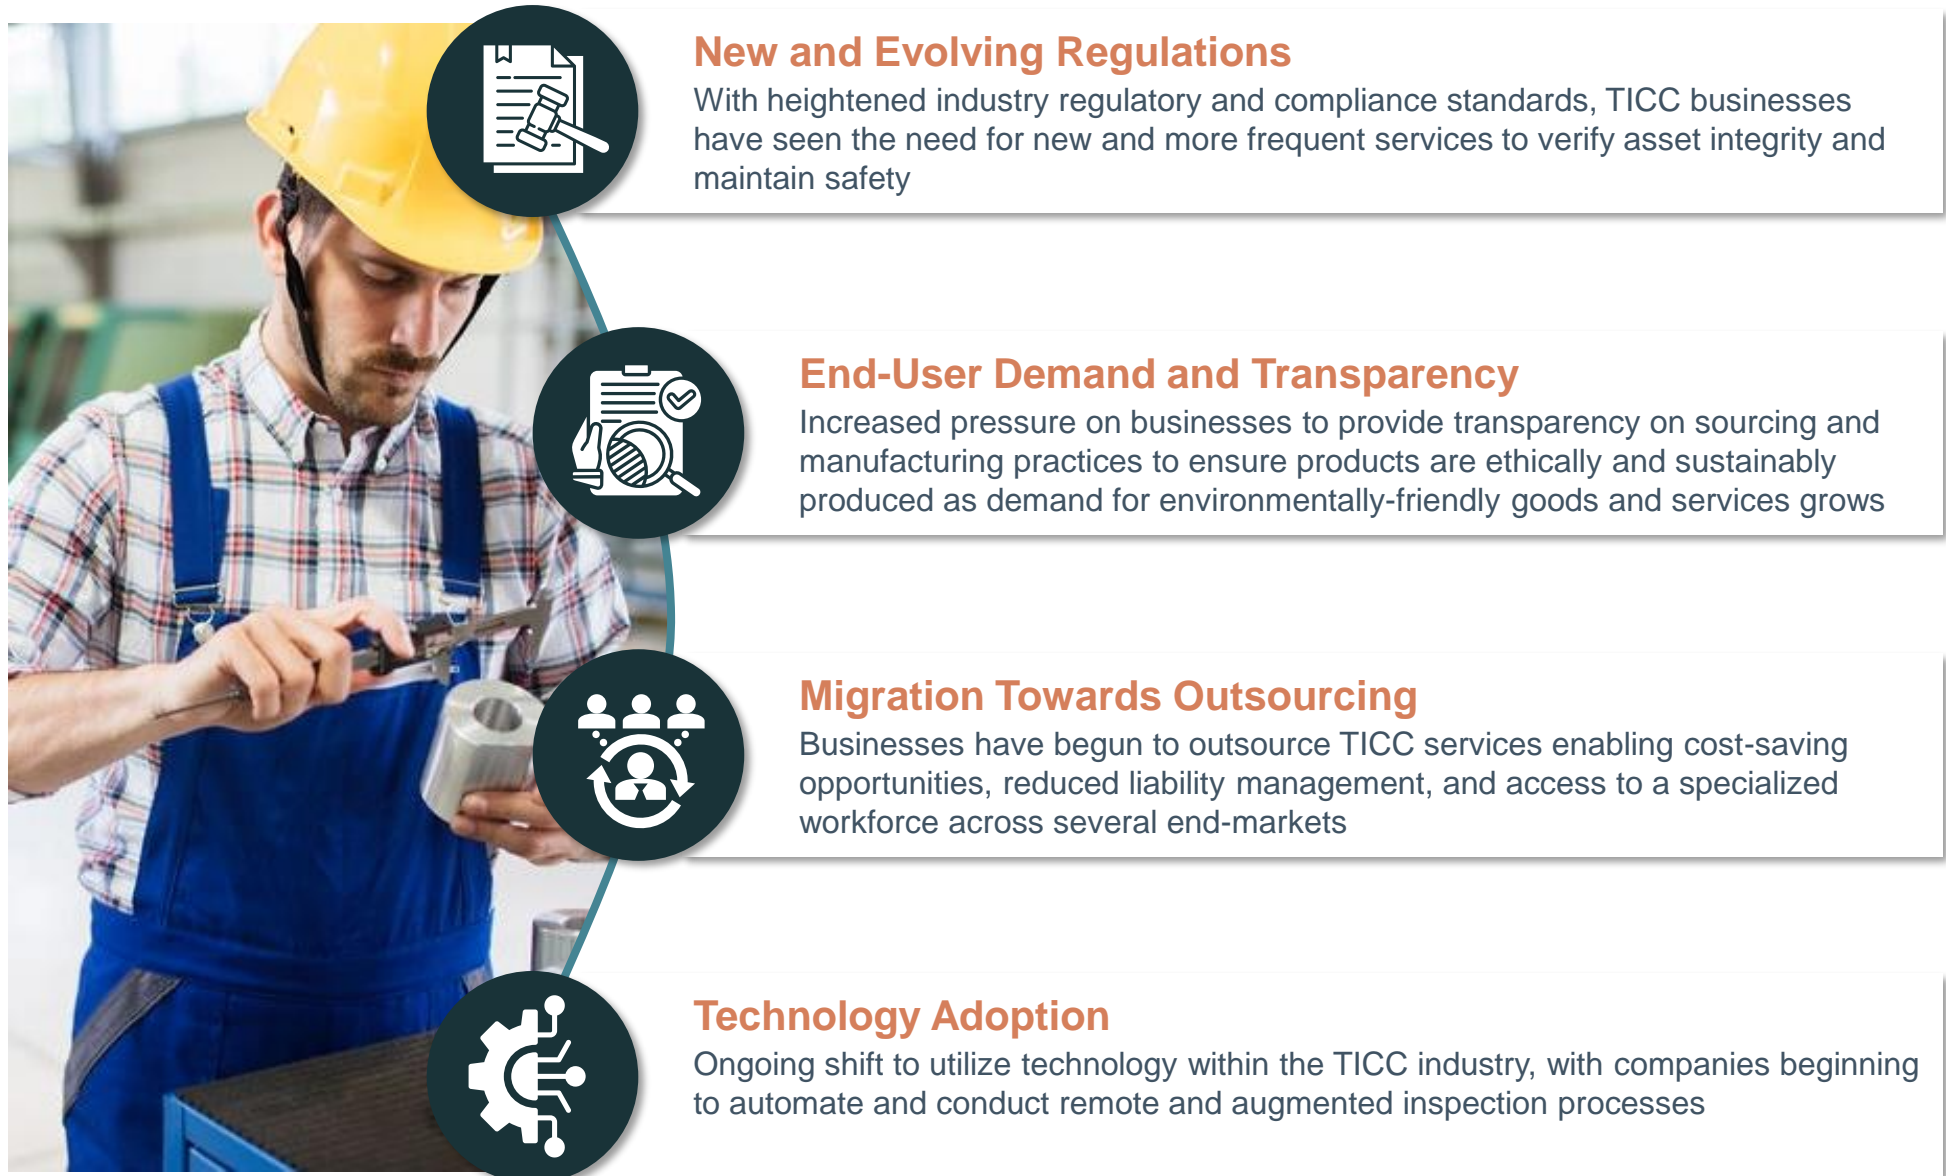 New and Evolving Regulations
With heightened industry regulatory and compliance standards, TICC businesses
have seen the need for new and more frequent services to verify asset integrity and
maintain safety
End-User Demand and Transparency
Increased pressure on businesses to provide transparency on sourcing and
manufacturing practices to ensure products are ethically and sustainably
produced as demand for environmentally-friendly goods and services grows
Migration Towards Outsourcing
Businesses have begun to outsource TICC services enabling cost-saving
opportunities, reduced liability management, and access to a specialized
workforce across several end-markets
Technology Adoption
Ongoing shift to utilize technology within the TICC industry, with companies beginning
to automate and conduct remote and augmented inspection processes